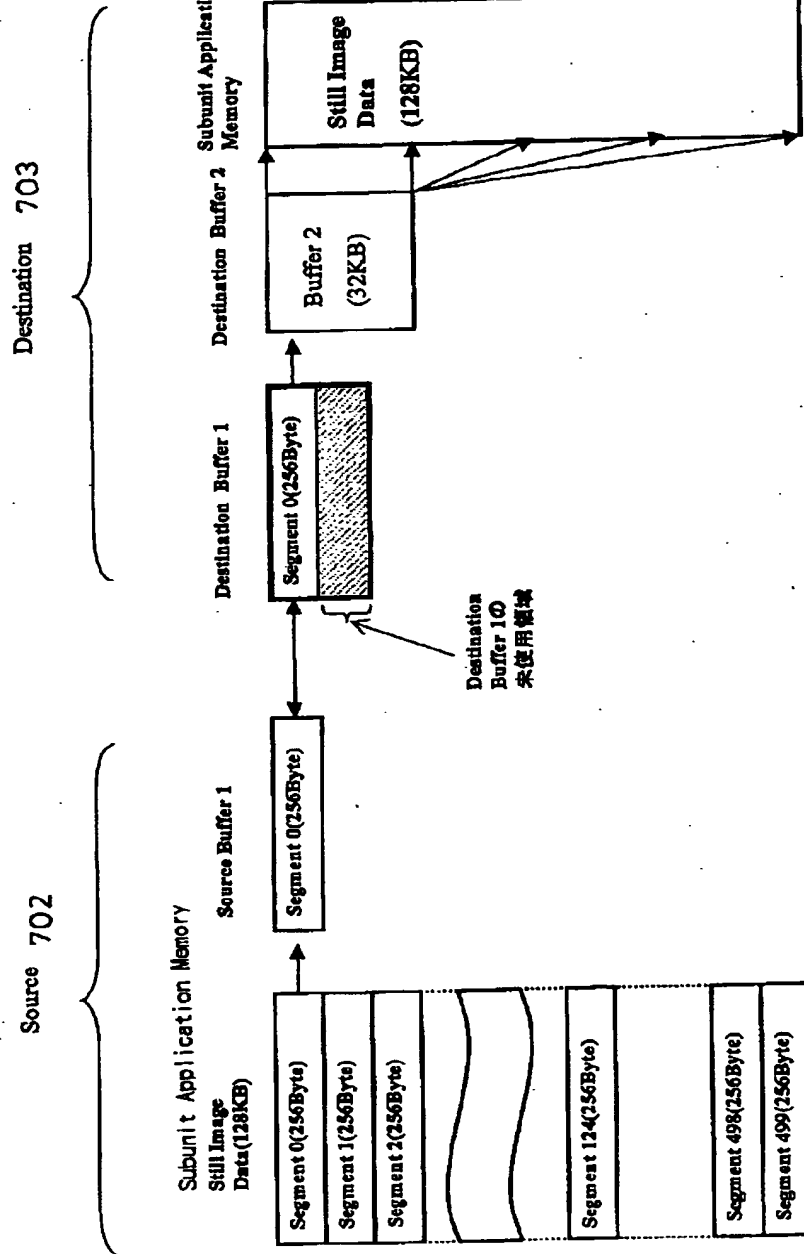 Source 702
Subunit Application Memory
Still Image
Data(128KB)
Segment 0(256Byte)
Segment 1(256Byte)
Segment 2(256Byte)
Segment 124(256Byte)
Segment 498(256Byte)
Segment 499(256Byte)
Source Buffer 1
Segment 0(256Byte)
Destination 703
Destination Buffer 1
Segment 0(256Byte)
Destination
Buffer 1の
未使用領域
Destination Buffer 2
Buffer 2
(32KB)
Subunit Applicati
Memory
Still Image
Data
(128KB)